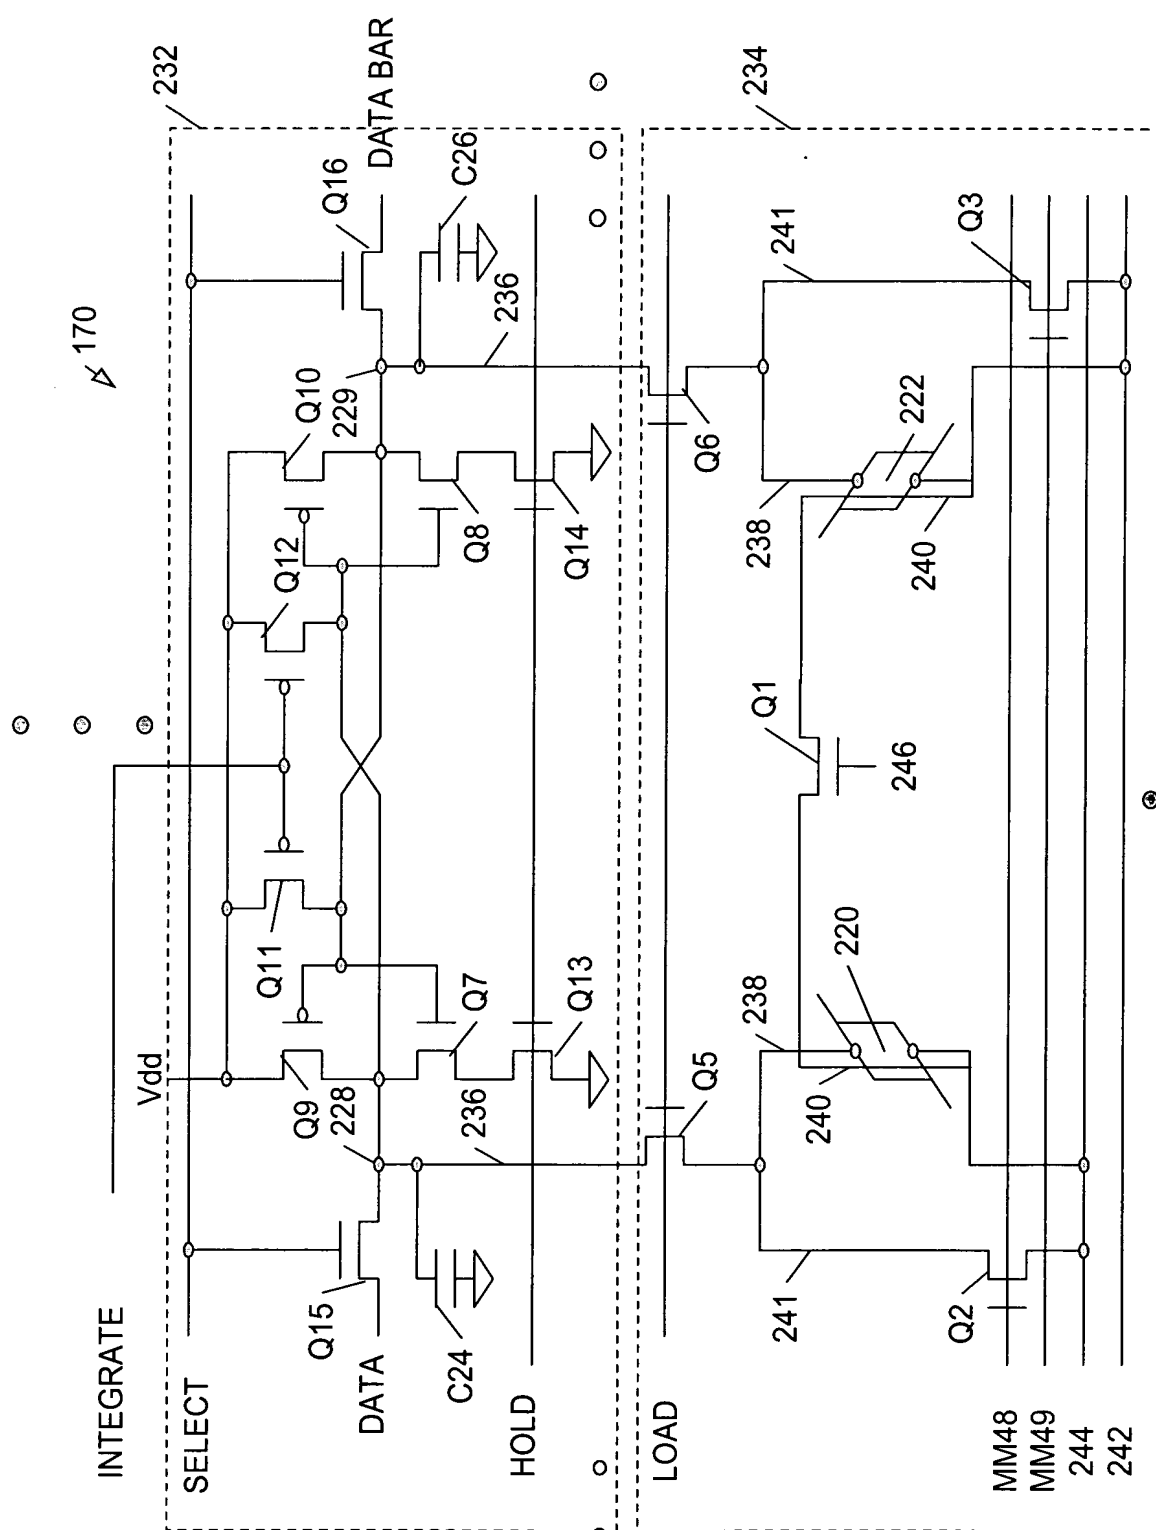 170
INTEGRATE
Vdd
232
SELECT
Q11
Q12
Q10
Q16
229
DATA BAR
Q9
228
Q15
DATA
C24
236
Q7
Q13
Q8
Q14
C26
236
HOLD
LOAD
Q5
Q6
234
238
220
240
241
Q1
246
238
222
240
241
Q2
Q3
MM48
MM49
244
242